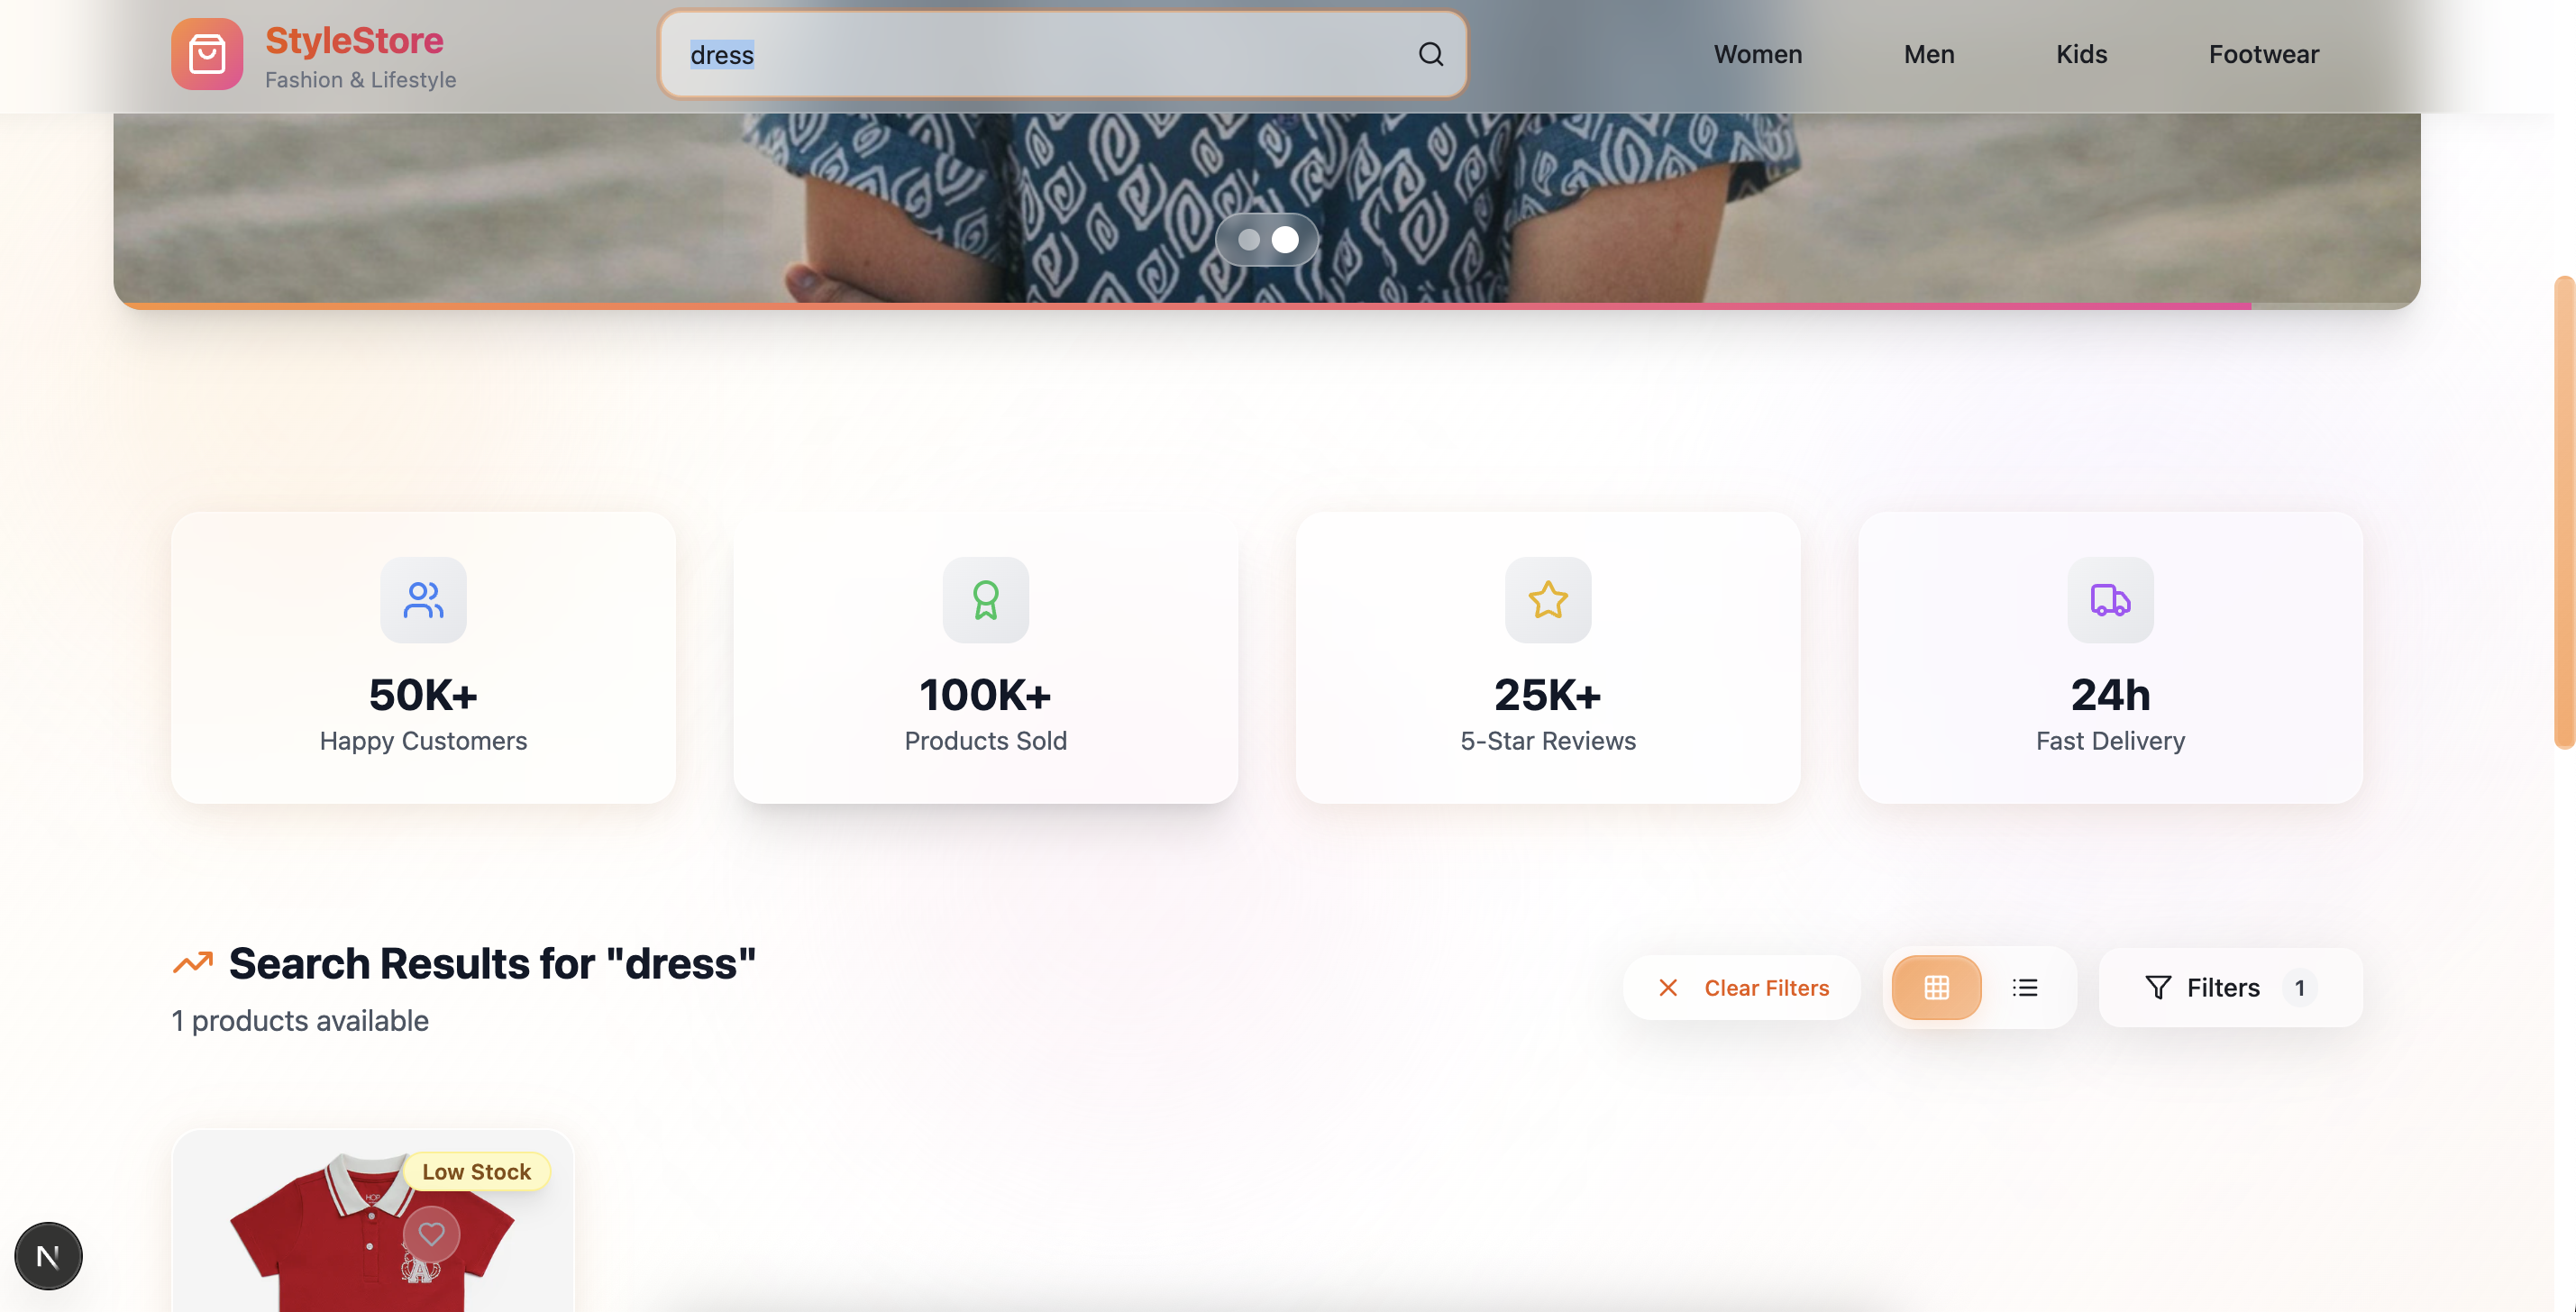 StyleStore
Fashion & Lifestyle
dress
Women
Men
Kids
Footwear
50K+
Happy Customers
100K+
Products Sold
25K+
5-Star Reviews
24h
Fast Delivery
Search Results for "dress"
1 products available
Clear Filters
Filters
1
Low Stock
A
N